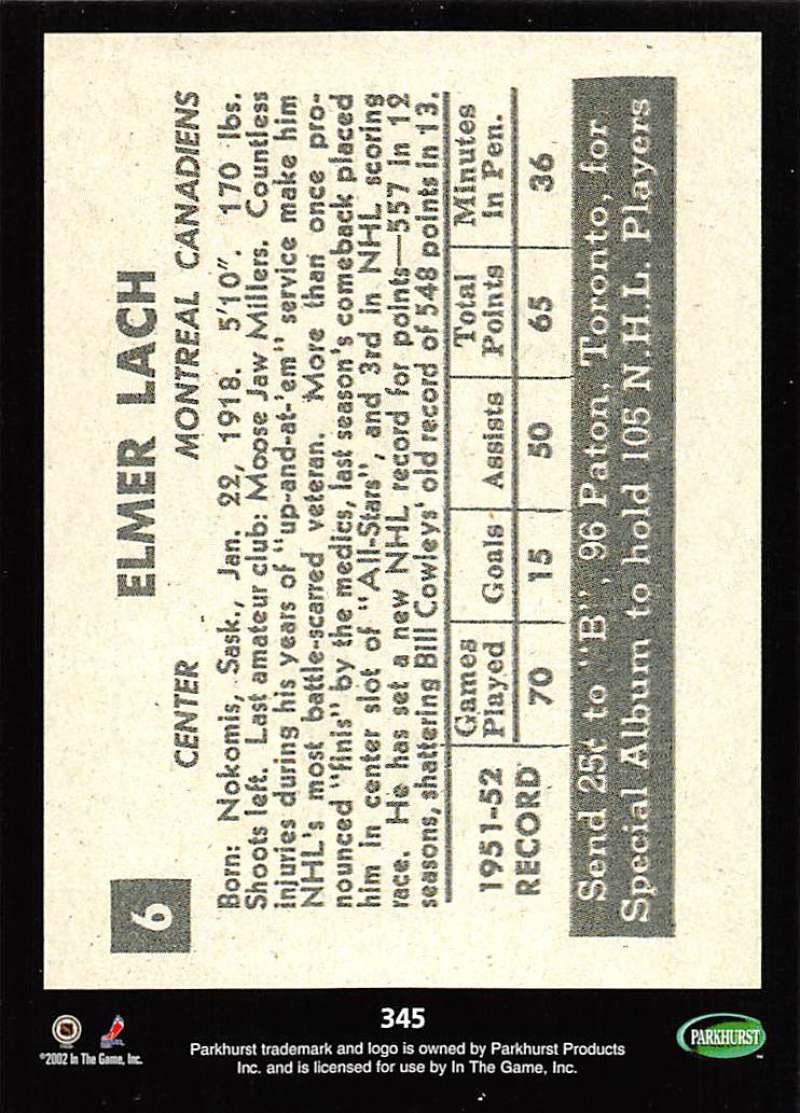 6
ELMER LACH
CENTER MONTREAL CANADIENS
Born: Nokomis, Sask., Jan. 22, 1918. 5'10". 170 lbs.
Shoots left. Last amateur club: Moose Jaw Millers. Countless
injuries during his years of "up-and-at-'em" service make him
NHL's most battle-scarred veteran. More than once pro-
nounced "finis" by the medics, last season's comeback placed
him in center slot of "All-Stars", and 3rd in NHL scoring
race. He has set a new NHL record for points—557 in 12
seasons, shattering Bill Cowleys' old record of 548 points in 13.
1951-52 Games Goals Assists Total Minutes
RECORD Played Points in Pen.
70 15 50 65 36
Send 25¢ to "B", 96 Paton, Toronto, for
Special Album to hold 105 N.H.L. Players
345
©2002 In The Game, Inc.
Parkhurst trademark and logo is owned by Parkhurst Products
Inc. and is licensed for use by In The Game, Inc.
PARKHURST